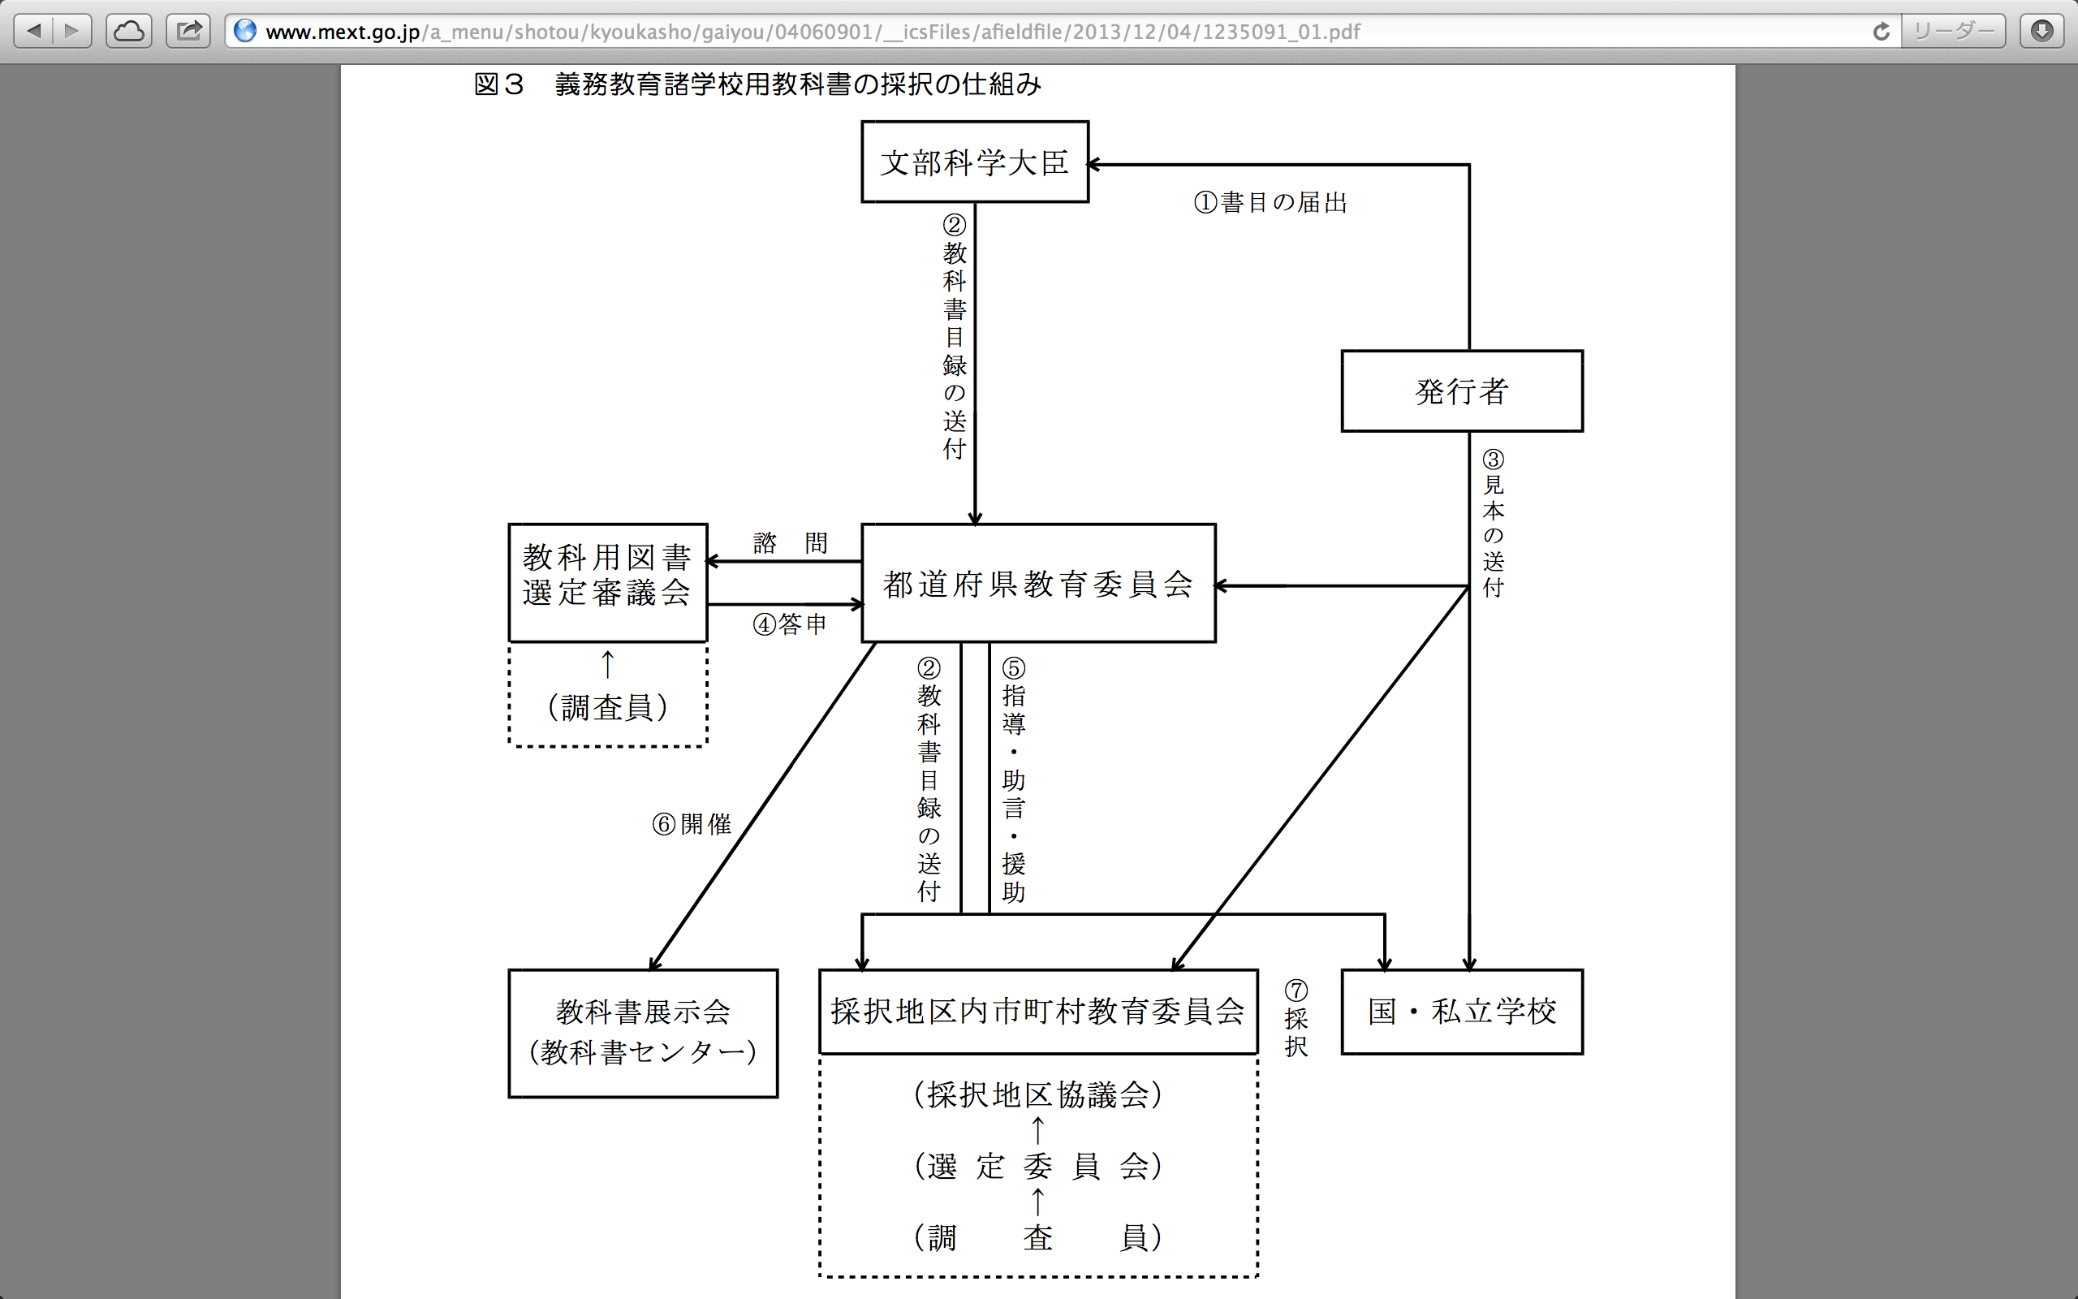 www.mext.go.jp/a_menu/shotou/kyoukasho/gaiyou/04060901/__icsFiles/afieldfile/2013/12/04/1235091_01.pdf
リーダー
図３　義務教育諸学校用教科書の採択の仕組み
文部科学大臣
①書目の届出
②教科書目録の送付
発行者
③見本の送付
教科用図書
選定審議会
諮　問
④答申
都道府県教育委員会
↑
（調査員）
②教科書目録の送付
⑤指導・助言・援助
⑥開催
教科書展示会
（教科書センター）
採択地区内市町村教育委員会
⑦採択
国・私立学校
（採択地区協議会）
↑
（選 定 委 員 会）
↑
（調　　査　　員）